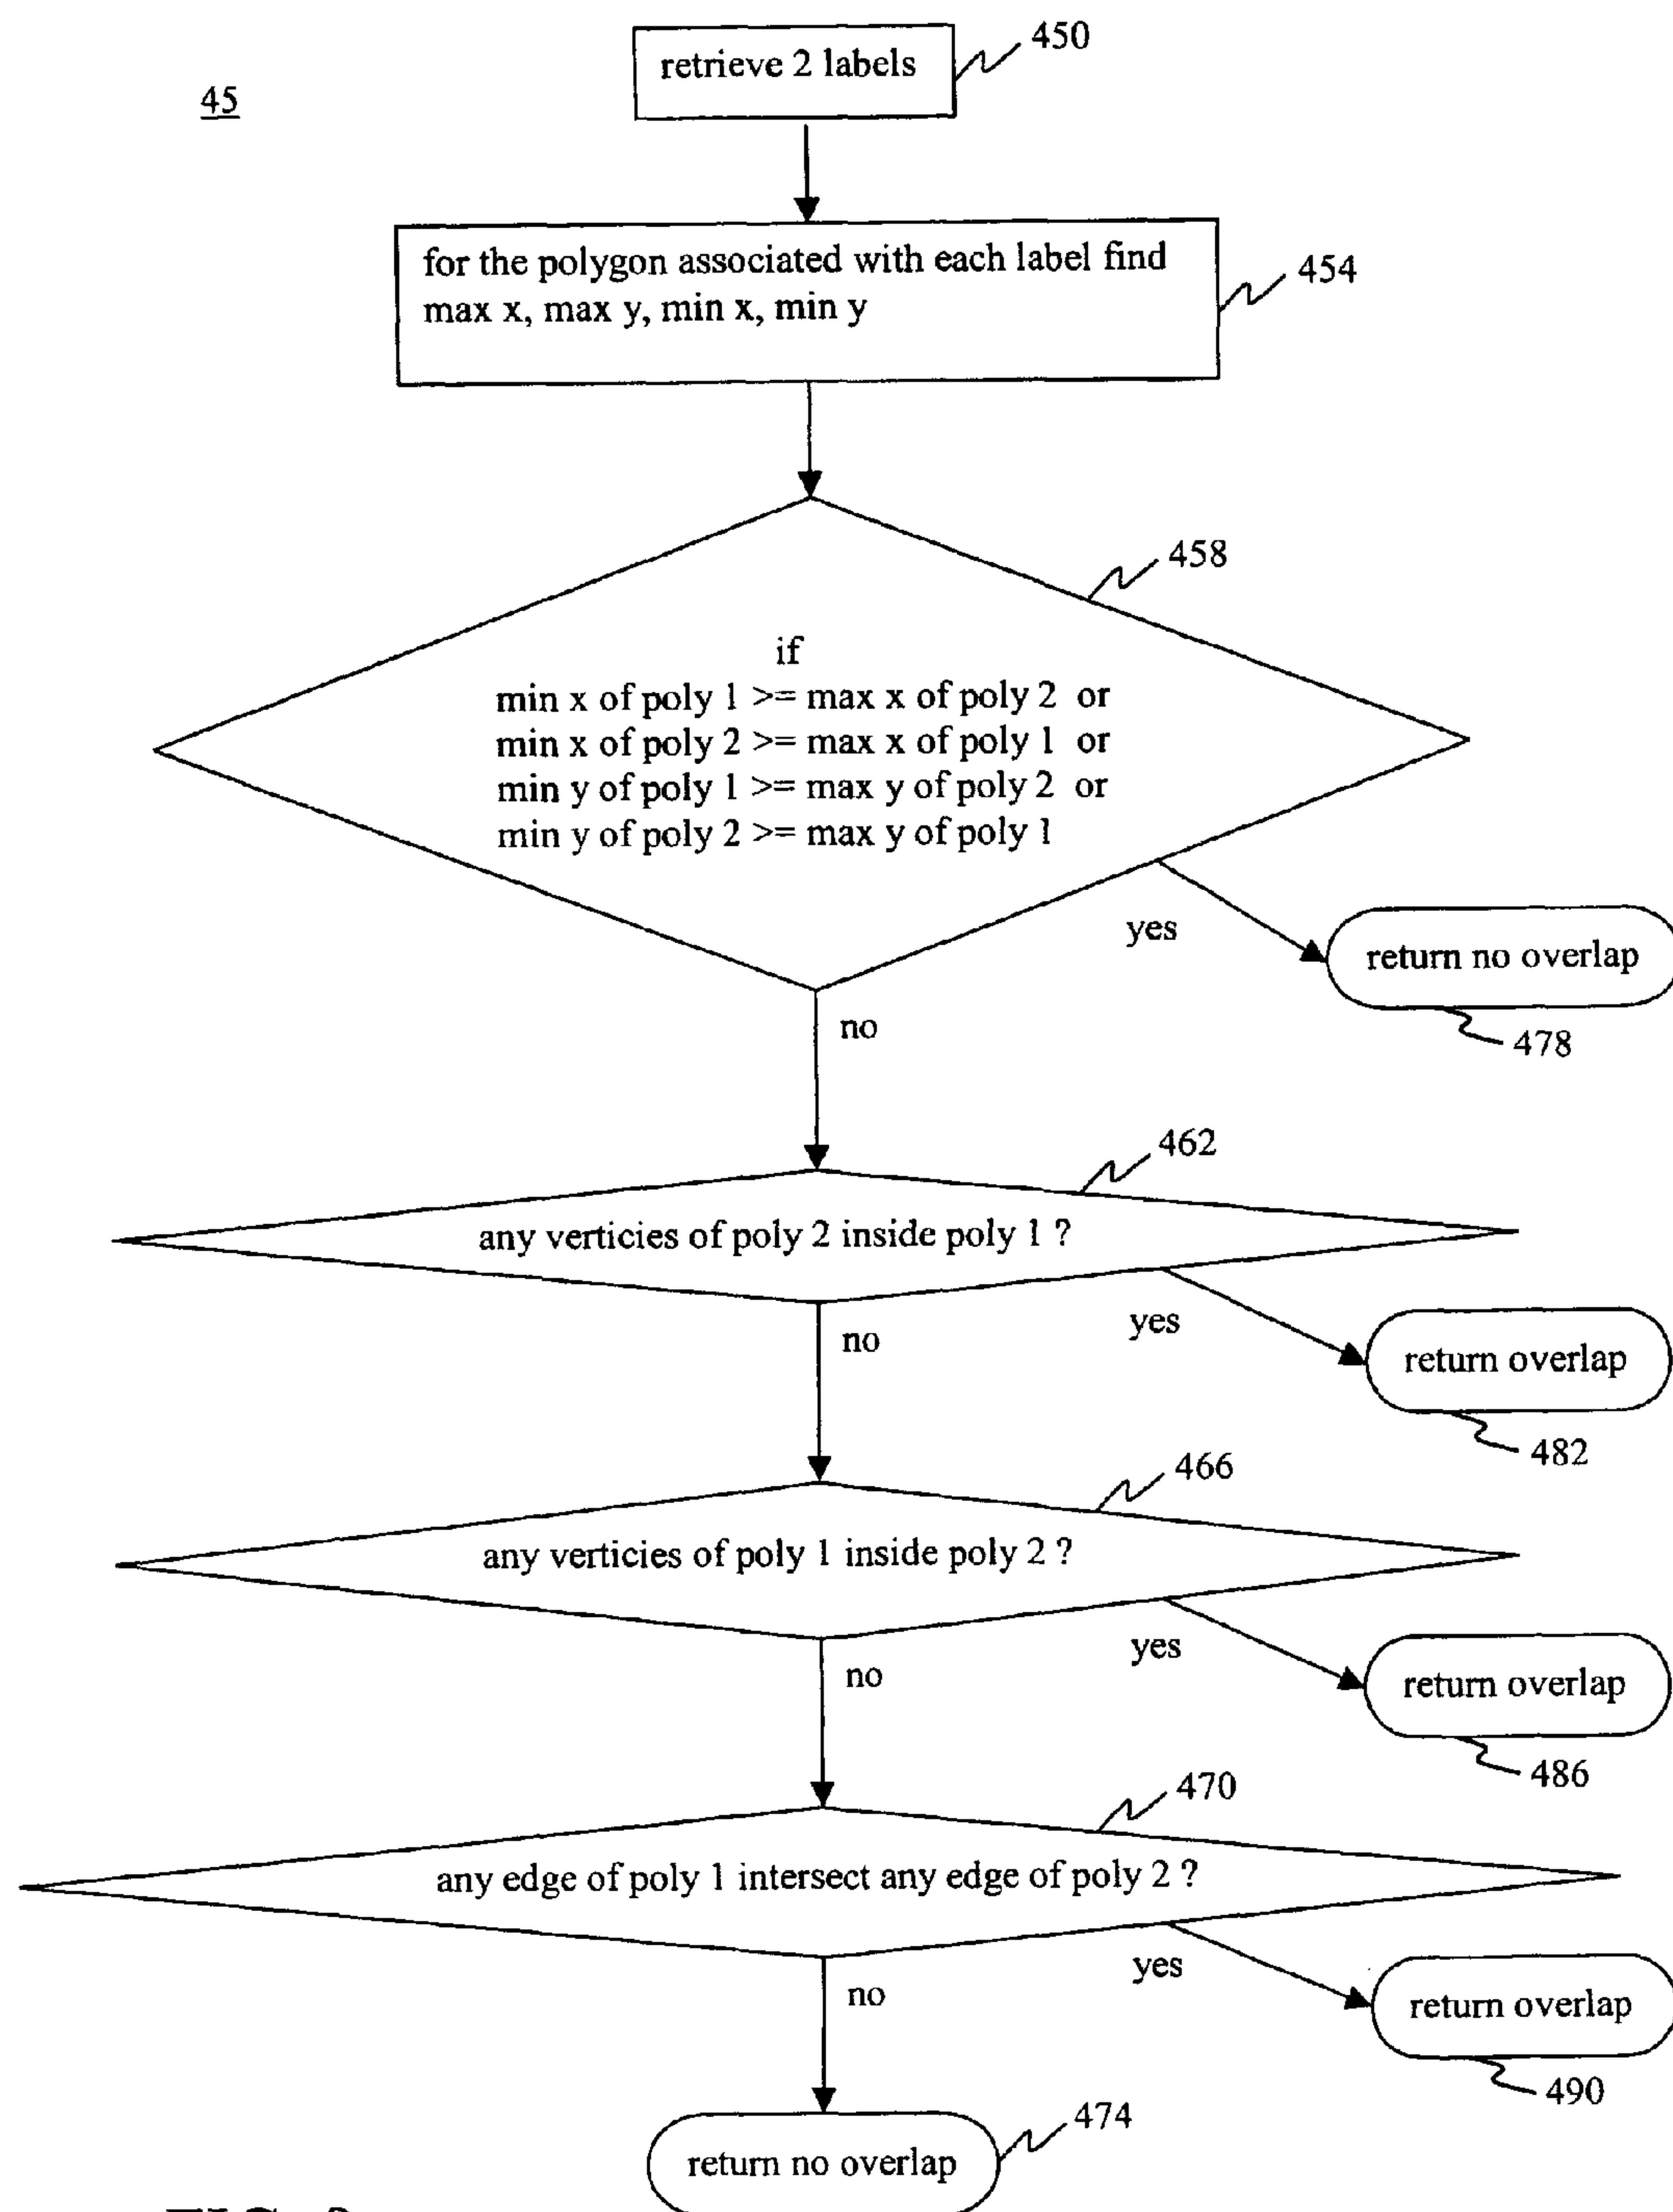 450
retrieve 2 labels
45
for the polygon associated with each label find
max x, max y, min x, min y
454
458
if
min x of poly 1 >= max x of poly 2 or
min x of poly 2 >= max x of poly 1 or
min y of poly 1 >= max y of poly 2 or
min y of poly 2 >= max y of poly 1
yes
return no overlap
no
478
462
any verticies of poly 2 inside poly 1 ?
yes
no
return overlap
482
466
any verticies of poly 1 inside poly 2 ?
yes
no
return overlap
486
470
any edge of poly 1 intersect any edge of poly 2 ?
yes
no
return overlap
490
474
return no overlap